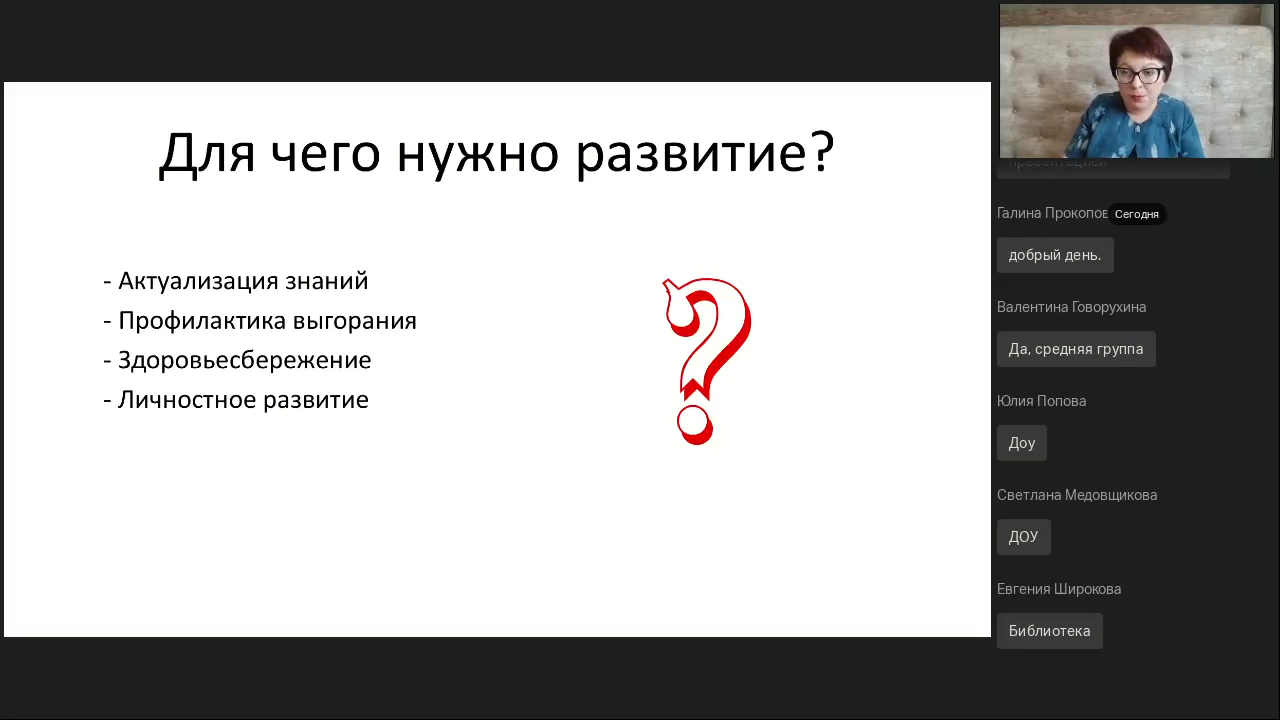 Для чего нужно развитие?
- Актуализация знаний
- Профилактика выгорания
- Здоровьесбережение
- Личностное развитие
презентацией
Галина Прокопов
Сегодня
добрый день.
Валентина Говорухина
Да, средняя группа
Юлия Попова
Доу
Светлана Медовщикова
ДОУ
Евгения Широкова
Библиотека